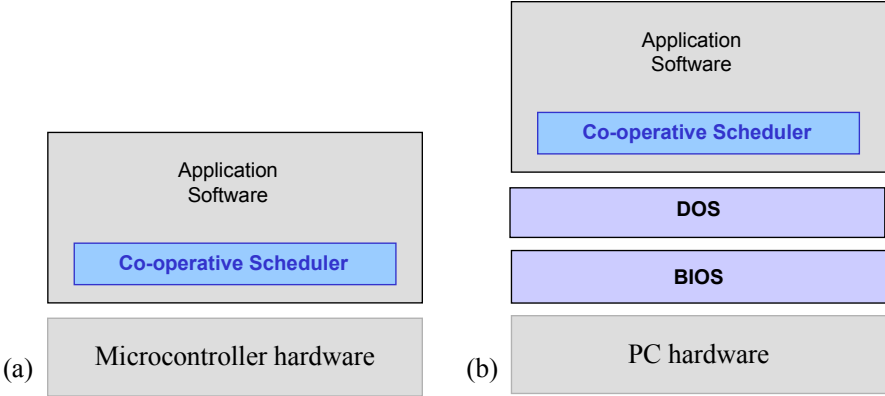 Application
Software
Co-operative Scheduler
Microcontroller hardware
(a)
Application
Software
Co-operative Scheduler
DOS
BIOS
PC hardware
(b)